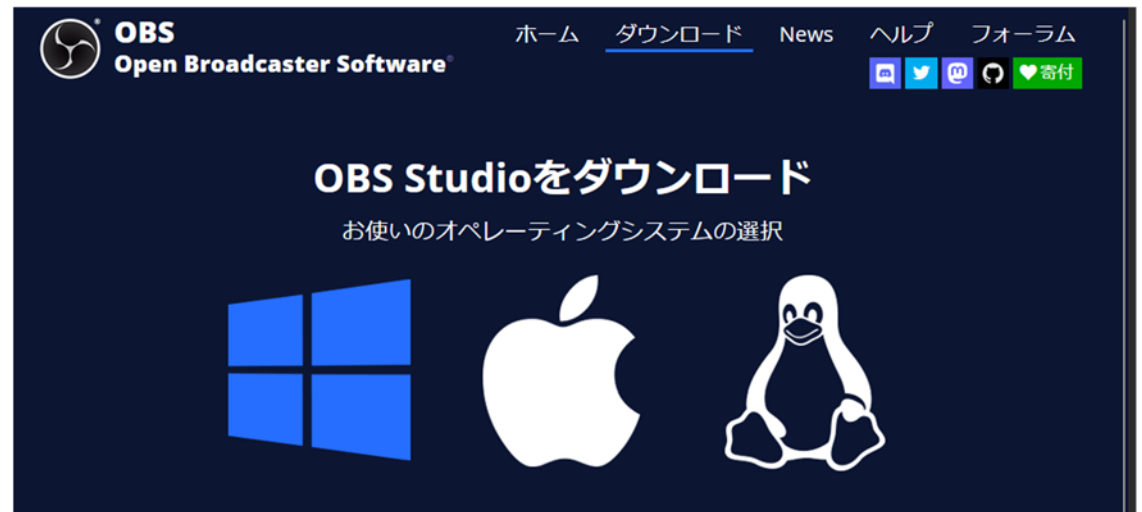 OBS
Open Broadcaster Software
ホーム ダウンロード News ヘルプ フォーラム
寄付
OBS Studioをダウンロード
お使いのオペレーティングシステムの選択